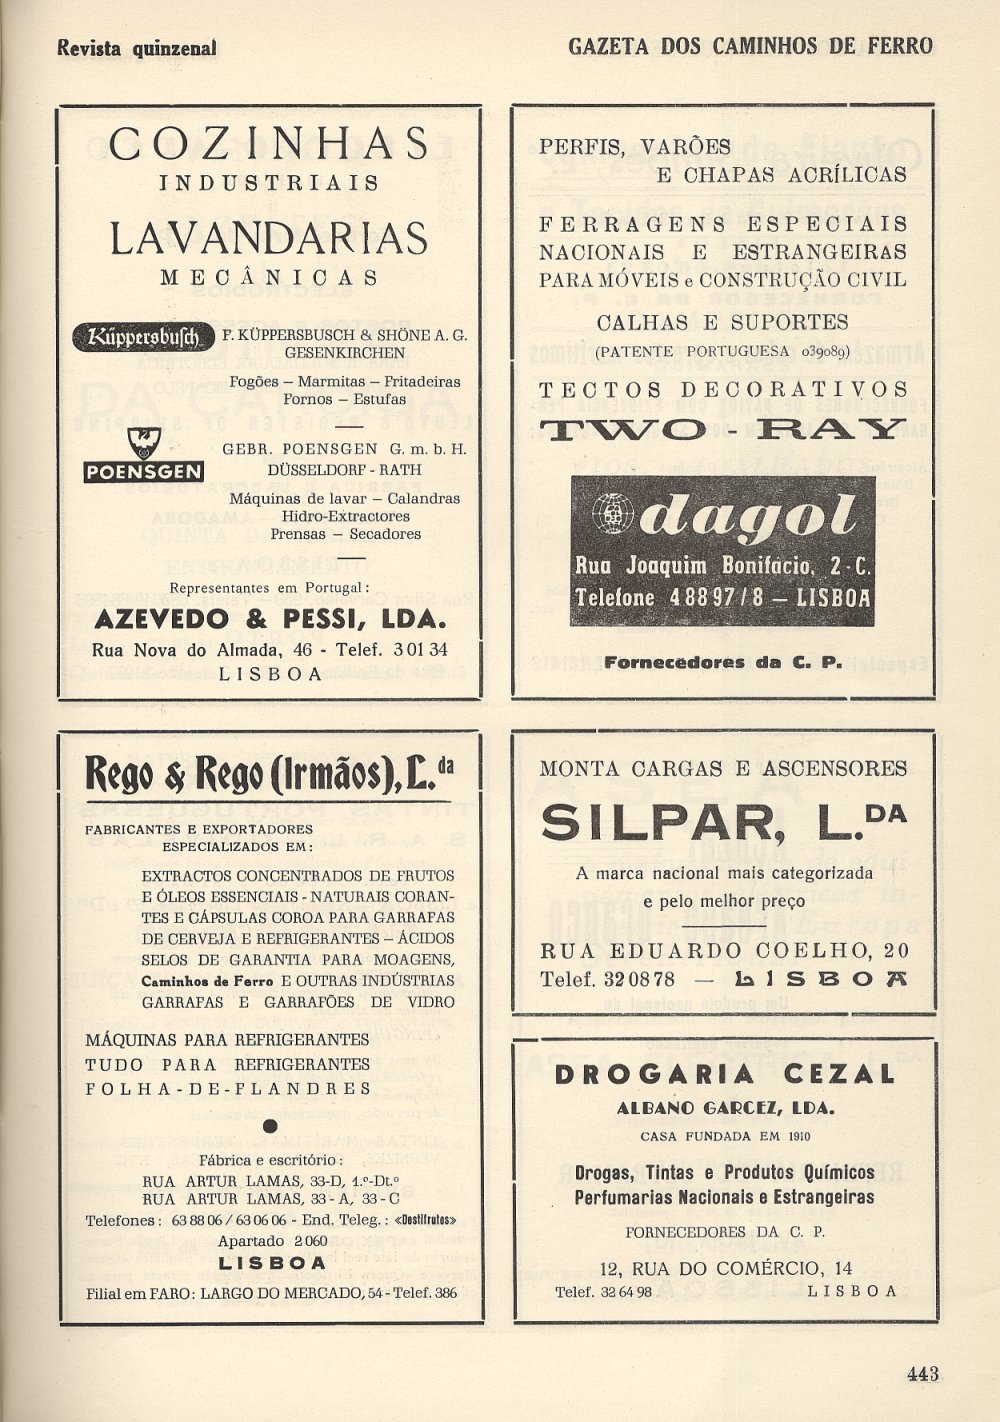 Revista quinzenal
GAZETA DOS CAMINHOS DE FERRO
COZINHAS
INDUSTRIAIS
LAVANDARIAS
MECÂNICAS
Küppersbusch
F. KÜPPERSBUSCH & SHÖNE A. G.
GESENKIRCHEN
Fogões — Marmitas — Fritadeiras
Fornos — Estufas
POENSGEN
GEBR. POENSGEN G. m. b. H.
DÜSSELDORF - RATH
Máquinas de lavar — Calandras
Hidro-Extractores
Prensas — Secadores
Representantes em Portugal:
AZEVEDO & PESSI, LDA.
Rua Nova do Almada, 46 - Telef. 3 01 34
LISBOA
PERFIS, VARÕES
E CHAPAS ACRÍLICAS
FERRAGENS ESPECIAIS
NACIONAIS E ESTRANGEIRAS
PARA MÓVEIS e CONSTRUÇÃO CIVIL
CALHAS E SUPORTES
(PATENTE PORTUGUESA 039089)
TECTOS DECORATIVOS
TWO - RAY
dagol
Rua Joaquim Bonifácio, 2-C.
Telefone 4 88 97/8 — LISBOA
Fornecedores da C. P.
Rego & Rego (Irmãos), L.da
FABRICANTES E EXPORTADORES
ESPECIALIZADOS EM:
EXTRACTOS CONCENTRADOS DE FRUTOS
E ÓLEOS ESSENCIAIS - NATURAIS CORAN-
TES E CÁPSULAS COROA PARA GARRAFAS
DE CERVEJA E REFRIGERANTES — ÁCIDOS
SELOS DE GARANTIA PARA MOAGENS,
Caminhos de Ferro E OUTRAS INDÚSTRIAS
GARRAFAS E GARRAFÕES DE VIDRO
MÁQUINAS PARA REFRIGERANTES
TUDO PARA REFRIGERANTES
FOLHA-DE-FLANDRES
Fábrica e escritório:
RUA ARTUR LAMAS, 33-D, 1.º-Dt.º
RUA ARTUR LAMAS, 33 - A, 33 - C
Telefones: 63 88 06 / 63 06 06 - End. Teleg.: «Destifrutos»
Apartado 2 060
LISBOA
Filial em FARO: LARGO DO MERCADO, 54 - Telef. 386
MONTA CARGAS E ASCENSORES
SILPAR, L.DA
A marca nacional mais categorizada
e pelo melhor preço
RUA EDUARDO COELHO, 20
Telef. 32 08 78 — LISBOA
DROGARIA CEZAL
ALBANO GARCEZ, LDA.
CASA FUNDADA EM 1910
Drogas, Tintas e Produtos Químicos
Perfumarias Nacionais e Estrangeiras
FORNECEDORES DA C. P.
12, RUA DO COMÉRCIO, 14
Telef. 32 64 98 LISBOA
443